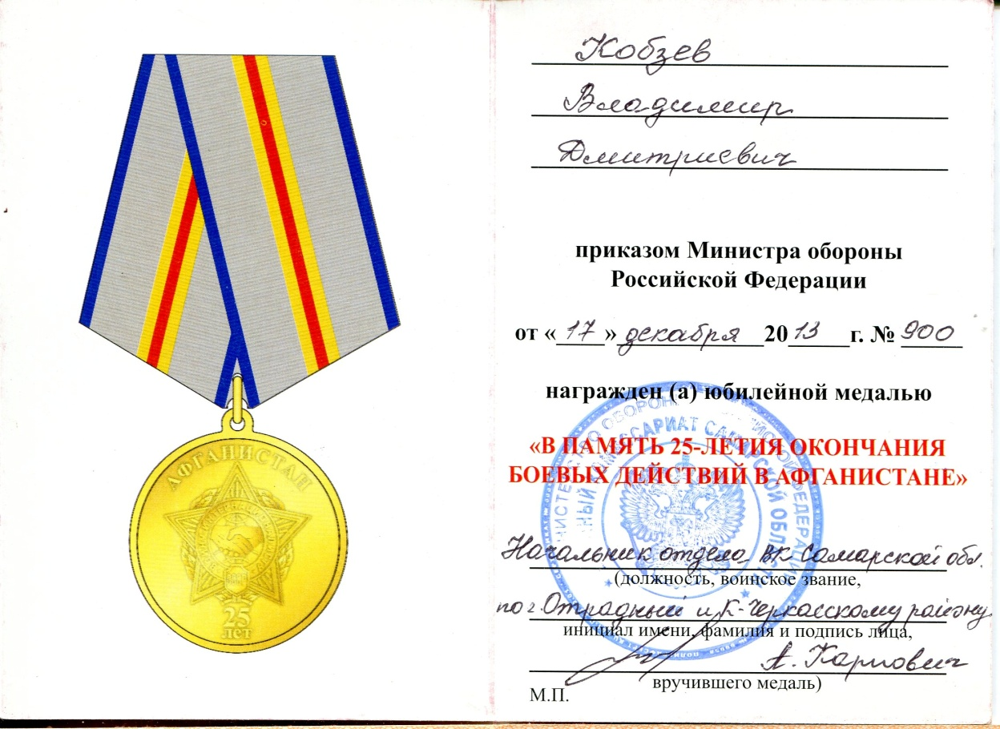 АФГАНИСТАН
25
лет
Кобзев
Владимир
Дмитриевич
приказом Министра обороны
Российской Федерации
от «17» декабря 2013 г. № 900
награжден (а) юбилейной медалью
«В ПАМЯТЬ 25-ЛЕТИЯ ОКОНЧАНИЯ
БОЕВЫХ ДЕЙСТВИЙ В АФГАНИСТАНЕ»
Начальник отдела ВК Самарской обл.
(должность, воинское звание,
по г. Отрадный и К-Черкасскому району
инициал имени, фамилия и подпись лица,
А. Карпович
вручившего медаль)
М.П.